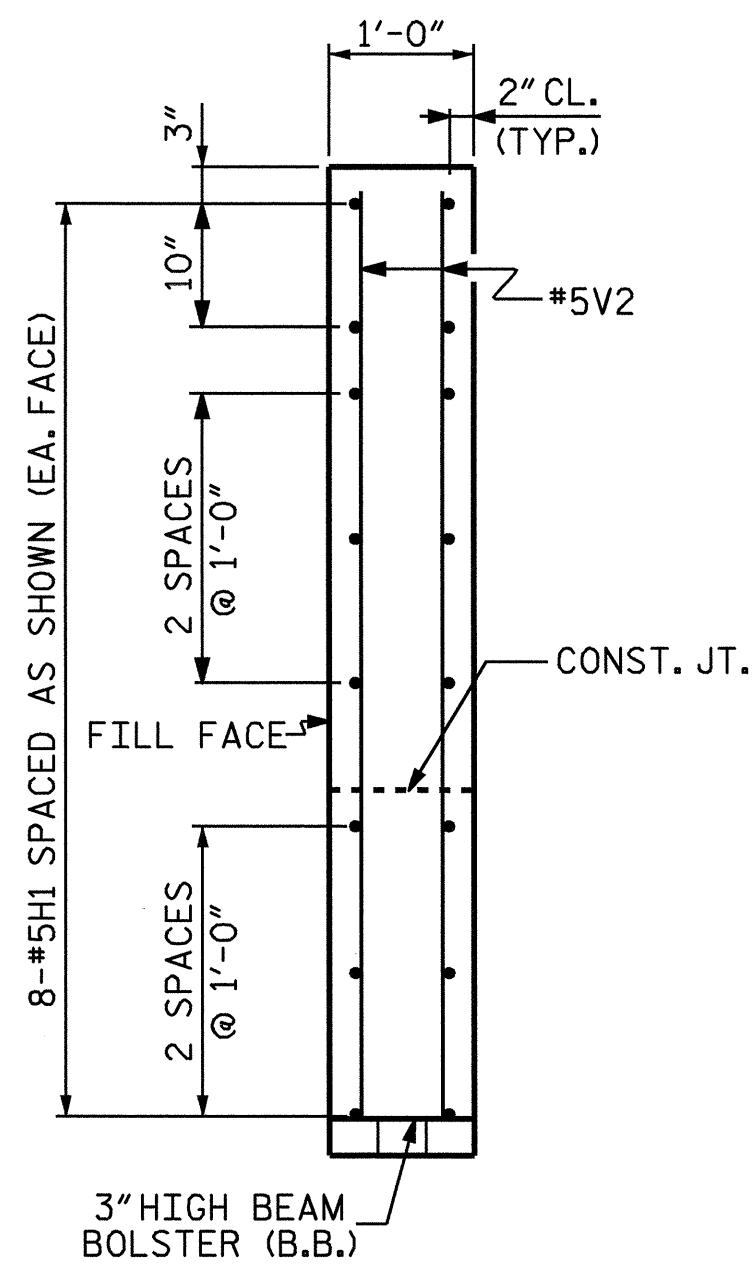 1'-0"
2" CL.
(TYP.)
3"
10"
#5V2
8-#5H1 SPACED AS SHOWN (EA. FACE)
2 SPACES
@ 1'-0"
CONST. JT.
FILL FACE
2 SPACES
@ 1'-0"
3" HIGH BEAM
BOLSTER (B.B.)